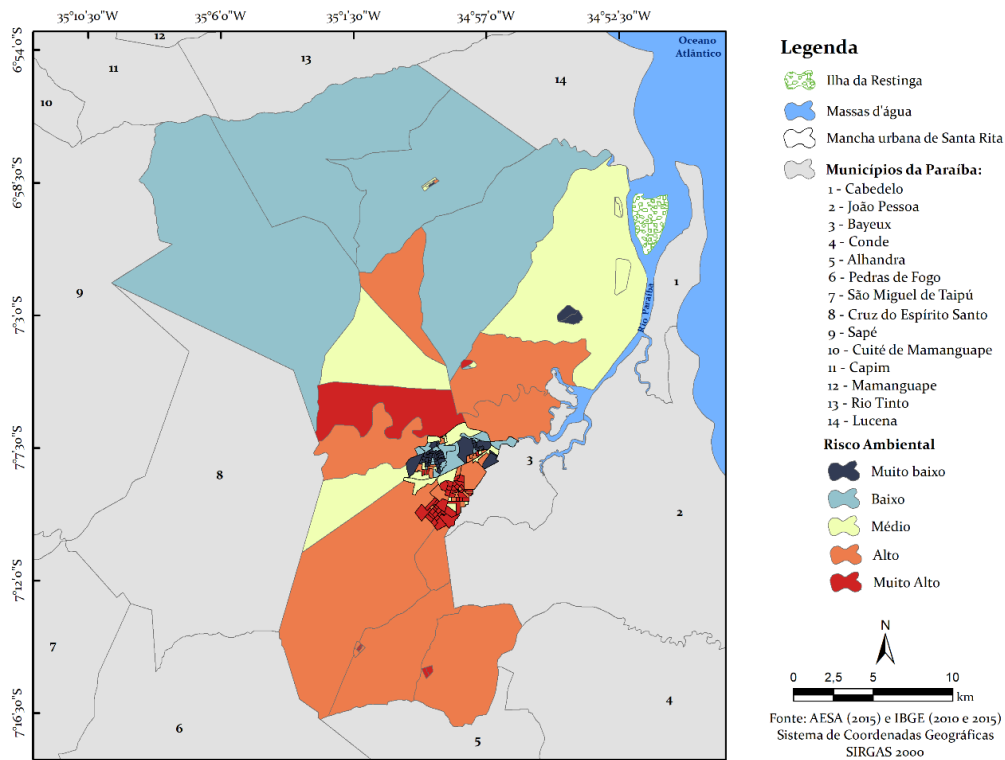 35°10'30"W
35°6'0"W
35°1'30"W
34°57'0"W
34°52'30"W
6°54'0"S
6°58'30"S
7°3'0"S
7°7'30"S
7°12'0"S
7°16'30"S
12
13
11
14
10
9
1
8
3
2
7
6
5
4
Oceano
Atlântico
Rio Paraíba
Legenda
Ilha da Restinga
Massas d'água
Mancha urbana de Santa Rita
Municípios da Paraíba:
1 - Cabedelo
2 - João Pessoa
3 - Bayeux
4 - Conde
5 - Alhandra
6 - Pedras de Fogo
7 - São Miguel de Taipú
8 - Cruz do Espírito Santo
9 - Sapé
10 - Cuité de Mamanguape
11 - Capim
12 - Mamanguape
13 - Rio Tinto
14 - Lucena
Risco Ambiental
Muito baixo
Baixo
Médio
Alto
Muito Alto
N
0 2,5 5 10
km
Fonte: AESA (2015) e IBGE (2010 e 2015)
Sistema de Coordenadas Geográficas
SIRGAS 2000